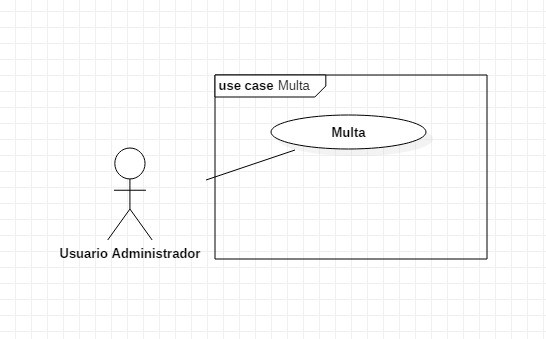 use case Multa
Multa
Usuario Administrador